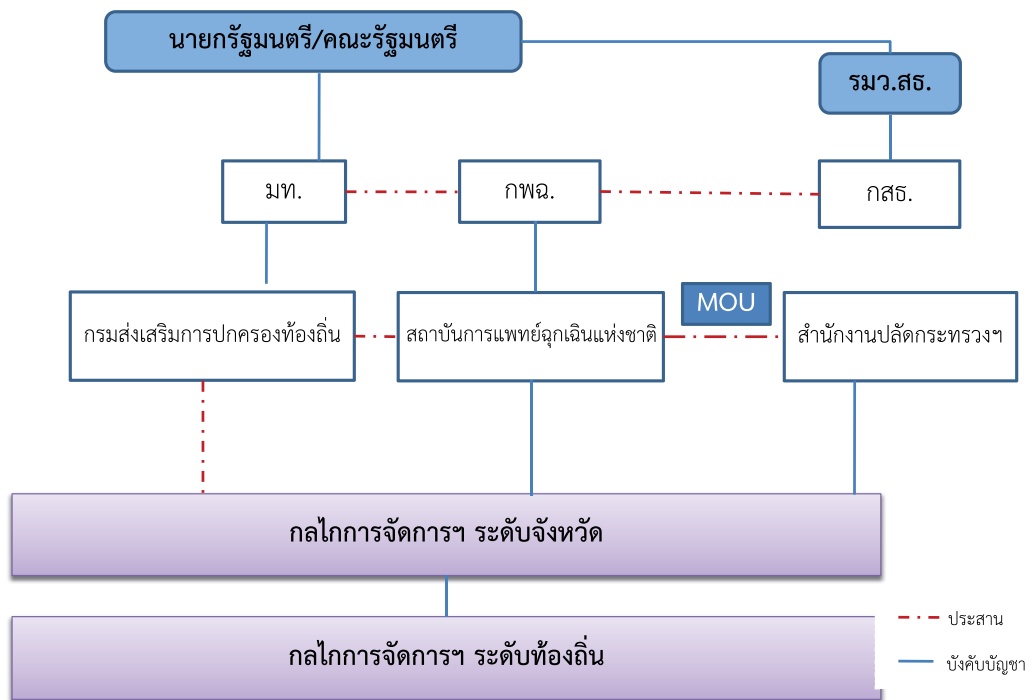 นายกรัฐมนตรี/คณะรัฐมนตรี
รมว.สธ.
มท.
กพฉ.
กสธ.
MOU
กรมส่งเสริมการปกครองท้องถิ่น
สถาบันการแพทย์ฉุกเฉินแห่งชาติ
สำนักงานปลัดกระทรวงฯ
กลไกการจัดการฯ ระดับจังหวัด
กลไกการจัดการฯ ระดับท้องถิ่น
ประสาน
บังคับบัญชา